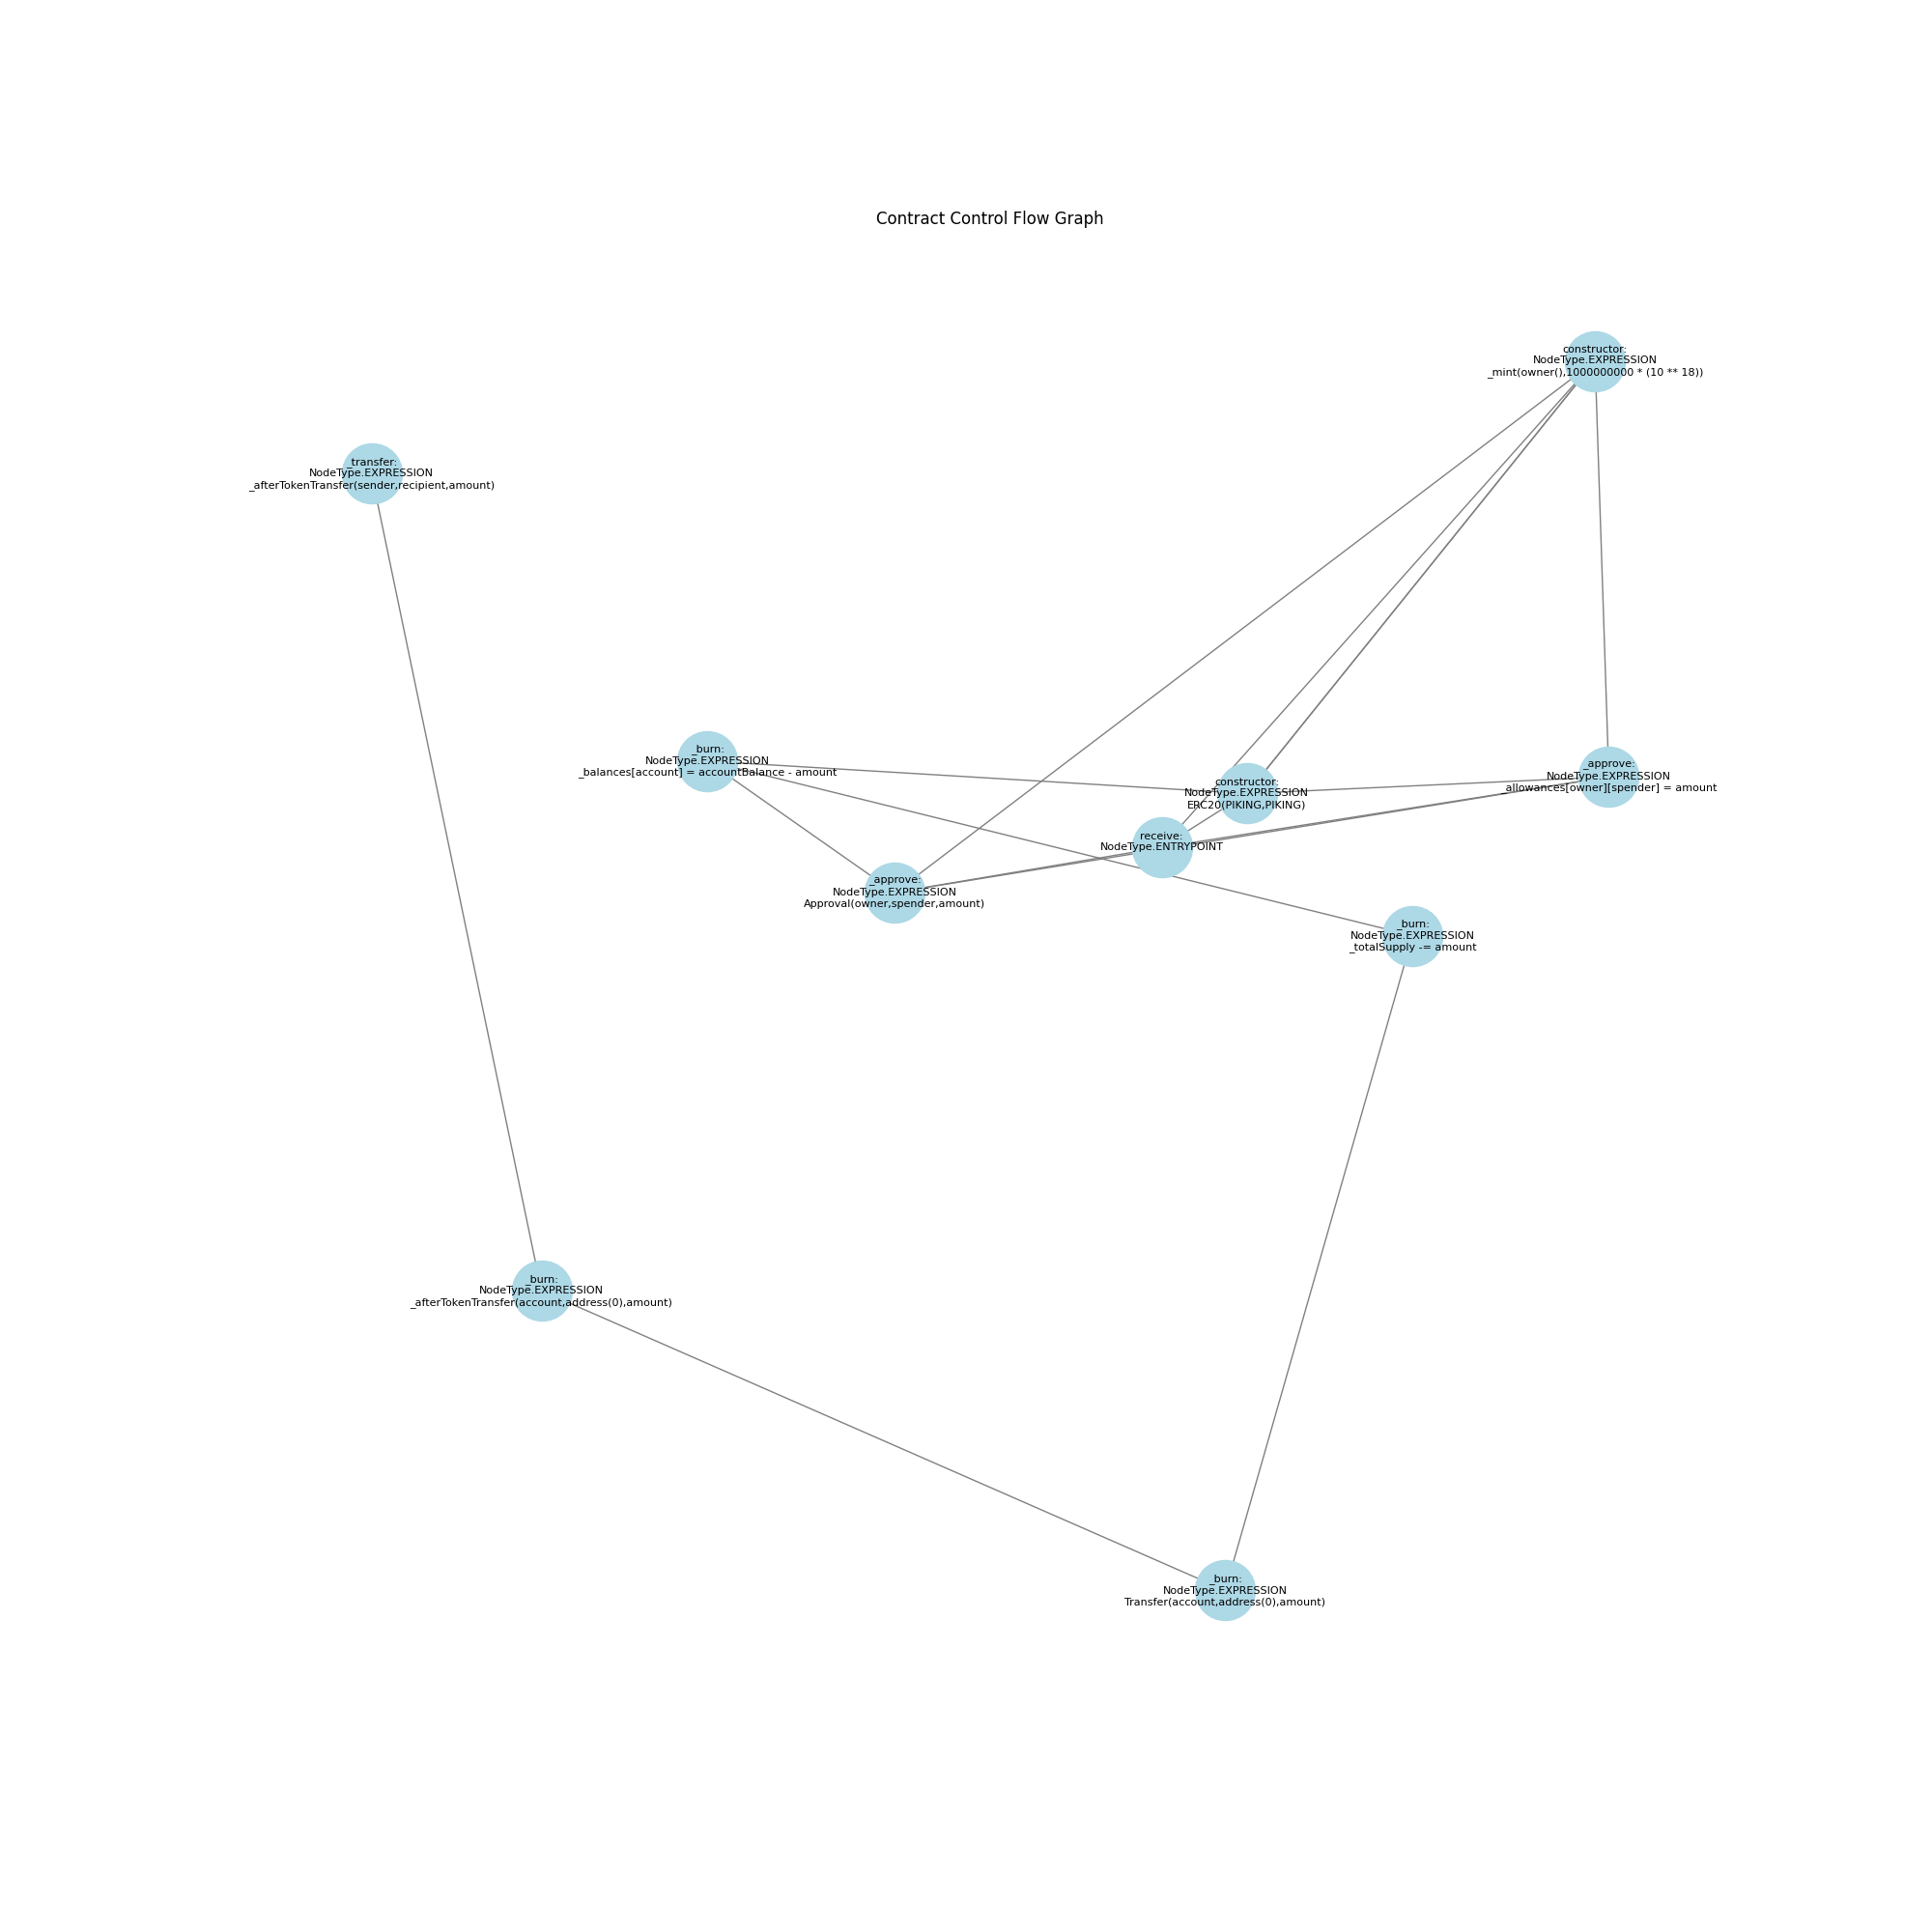 Contract Control Flow Graph
constructor:
NodeType.EXPRESSION
_mint(owner(),1000000000 * (10 ** 18))
_transfer:
NodeType.EXPRESSION
_afterTokenTransfer(sender,recipient,amount)
_burn:
NodeType.EXPRESSION
_balances[account] = accountBalance - amount
constructor:
NodeType.EXPRESSION
ERC20(PIKING,PIKING)
_approve:
NodeType.EXPRESSION
_allowances[owner][spender] = amount
receive:
NodeType.ENTRYPOINT
_approve:
NodeType.EXPRESSION
Approval(owner,spender,amount)
_burn:
NodeType.EXPRESSION
_totalSupply -= amount
_burn:
NodeType.EXPRESSION
_afterTokenTransfer(account,address(0),amount)
_burn:
NodeType.EXPRESSION
Transfer(account,address(0),amount)